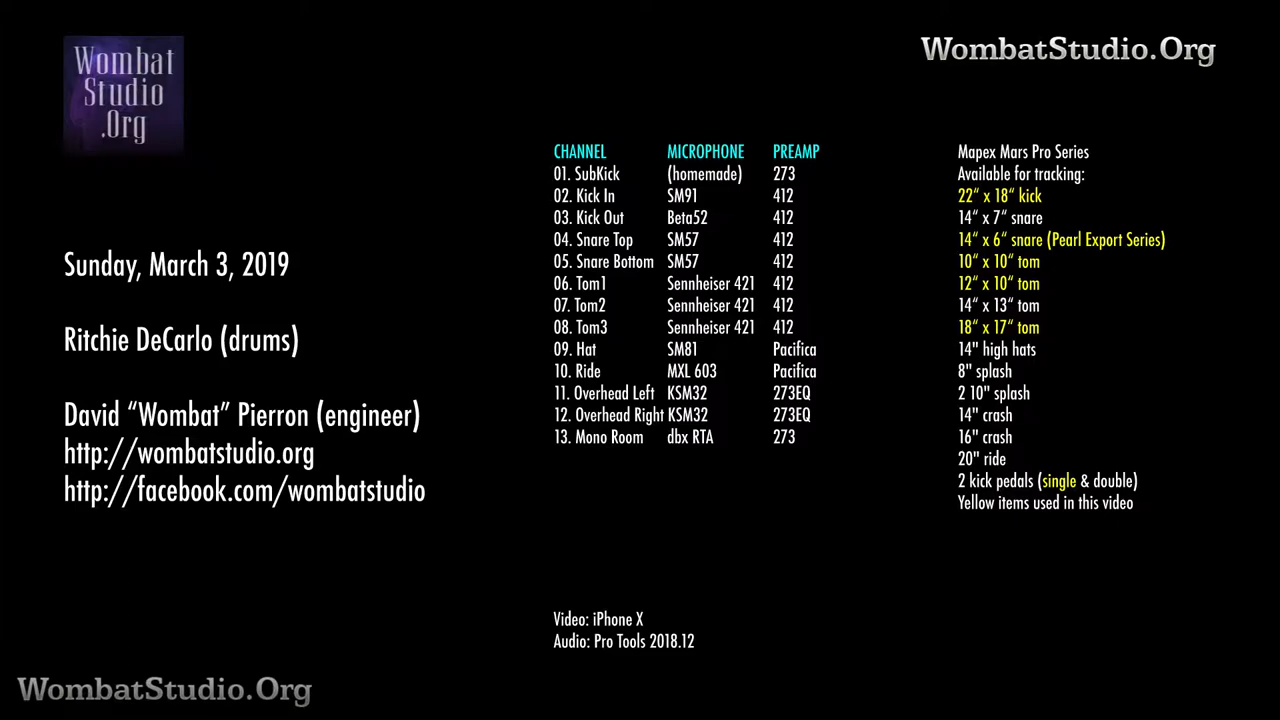 Wombat
Studio
.Org
WombatStudio.Org
Sunday, March 3, 2019
Ritchie DeCarlo (drums)
David “Wombat” Pierron (engineer)
http://wombatstudio.org
http://facebook.com/wombatstudio
CHANNEL MICROPHONE PREAMP
01. SubKick (homemade) 273
02. Kick In SM91 412
03. Kick Out Beta52 412
04. Snare Top SM57 412
05. Snare Bottom SM57 412
06. Tom1 Sennheiser 421 412
07. Tom2 Sennheiser 421 412
08. Tom3 Sennheiser 421 412
09. Hat SM81 Pacifica
10. Ride MXL 603 Pacifica
11. Overhead Left KSM32 273EQ
12. Overhead Right KSM32 273EQ
13. Mono Room dbx RTA 273
Mapex Mars Pro Series
Available for tracking:
22“ x 18“ kick
14“ x 7“ snare
14“ x 6“ snare (Pearl Export Series)
10“ x 10“ tom
12“ x 10“ tom
14“ x 13“ tom
18“ x 17“ tom
14" high hats
8" splash
2 10" splash
14" crash
16" crash
20" ride
2 kick pedals (single & double)
Yellow items used in this video
Video: iPhone X
Audio: Pro Tools 2018.12
WombatStudio.Org